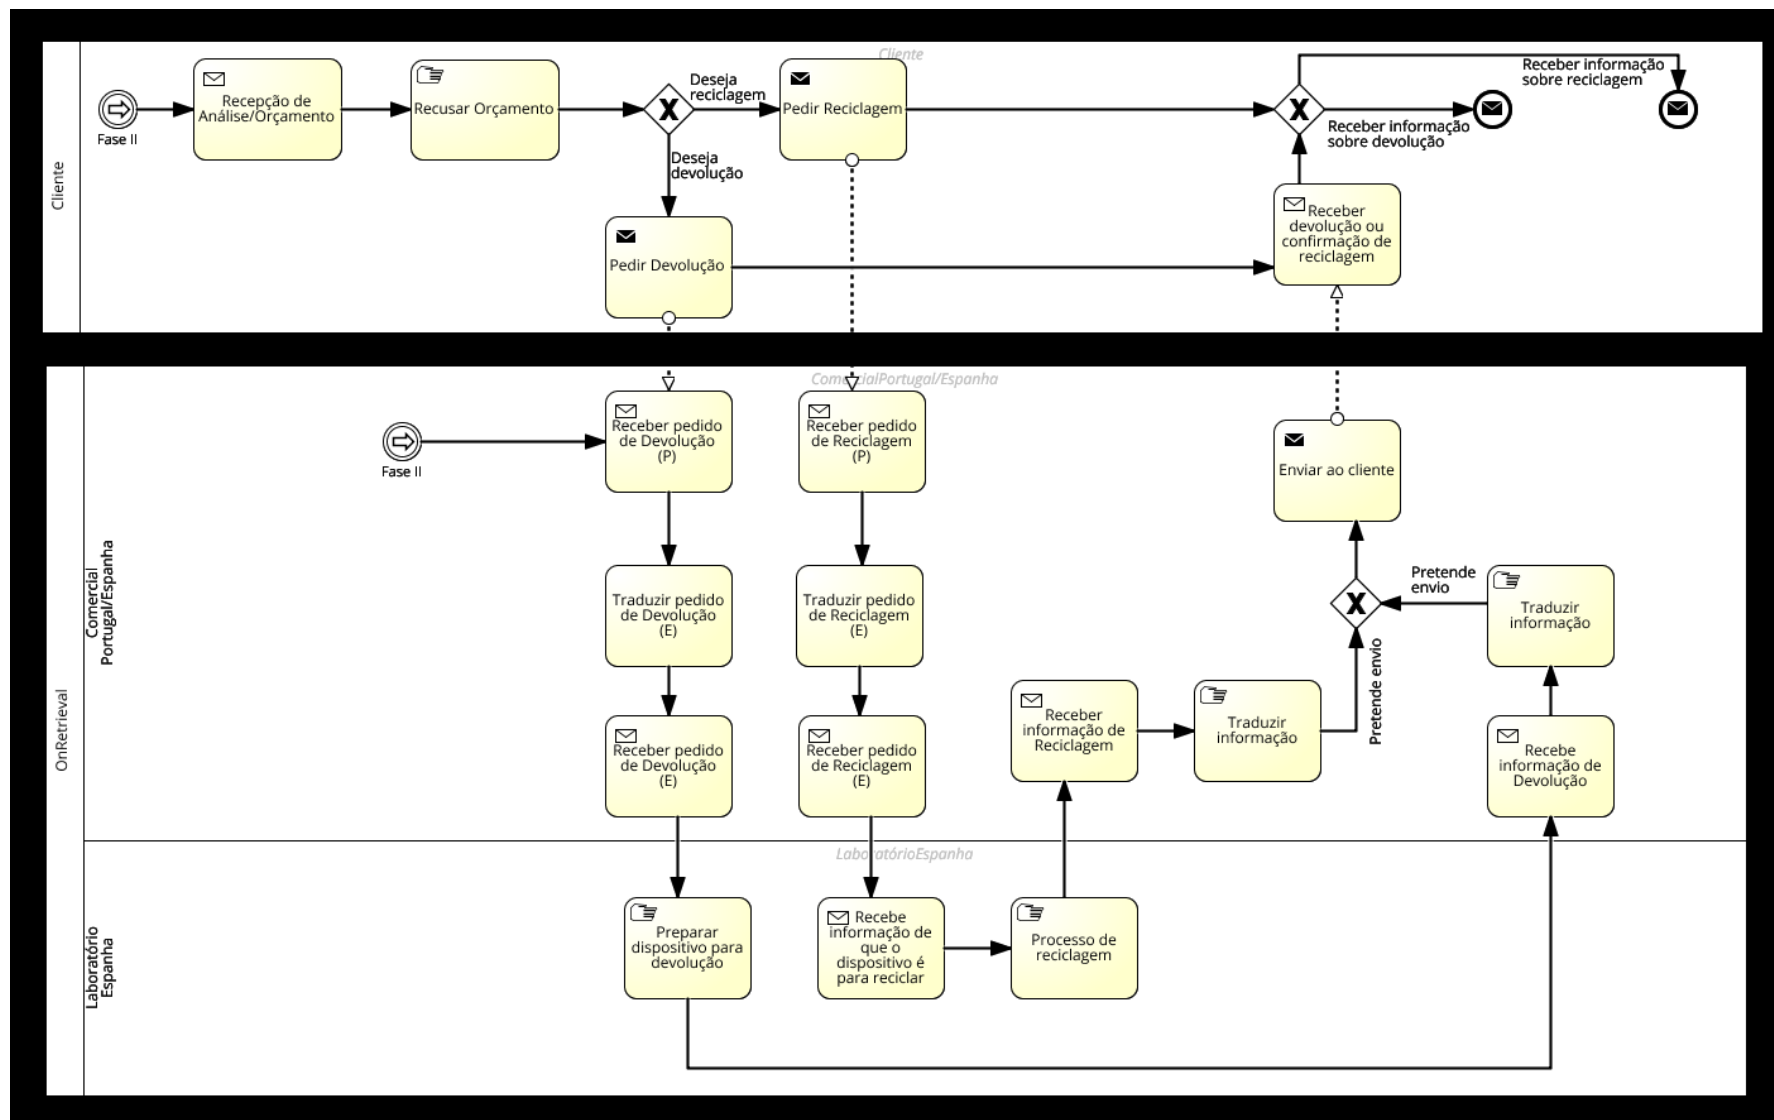 Cliente
Cliente
Fase II
Recepção de
Análise/Orçamento
Recusar Orçamento
Deseja
reciclagem
Pedir Reciclagem
Deseja
devolução
Pedir Devolução
Receber informação
sobre reciclagem
Receber informação
sobre devolução
Receber
devolução ou
confirmação de
reciclagem
OnRetrieval
Comercial
Portugal/Espanha
ComercialPortugal/Espanha
Fase II
Receber pedido
de Devolução
(P)
Receber pedido
de Reciclagem
(P)
Enviar ao cliente
Traduzir pedido
de Devolução
(E)
Traduzir pedido
de Reciclagem
(E)
Pretende
envio
Traduzir
informação
Receber pedido
de Devolução
(E)
Receber pedido
de Reciclagem
(E)
Receber
informação de
Reciclagem
Traduzir
informação
Pretende envio
Recebe
informação de
Devolução
Laboratório
Espanha
LaboratórioEspanha
Preparar
dispositivo para
devolução
Recebe
informação de
que o
dispositivo é
para reciclar
Processo de
reciclagem